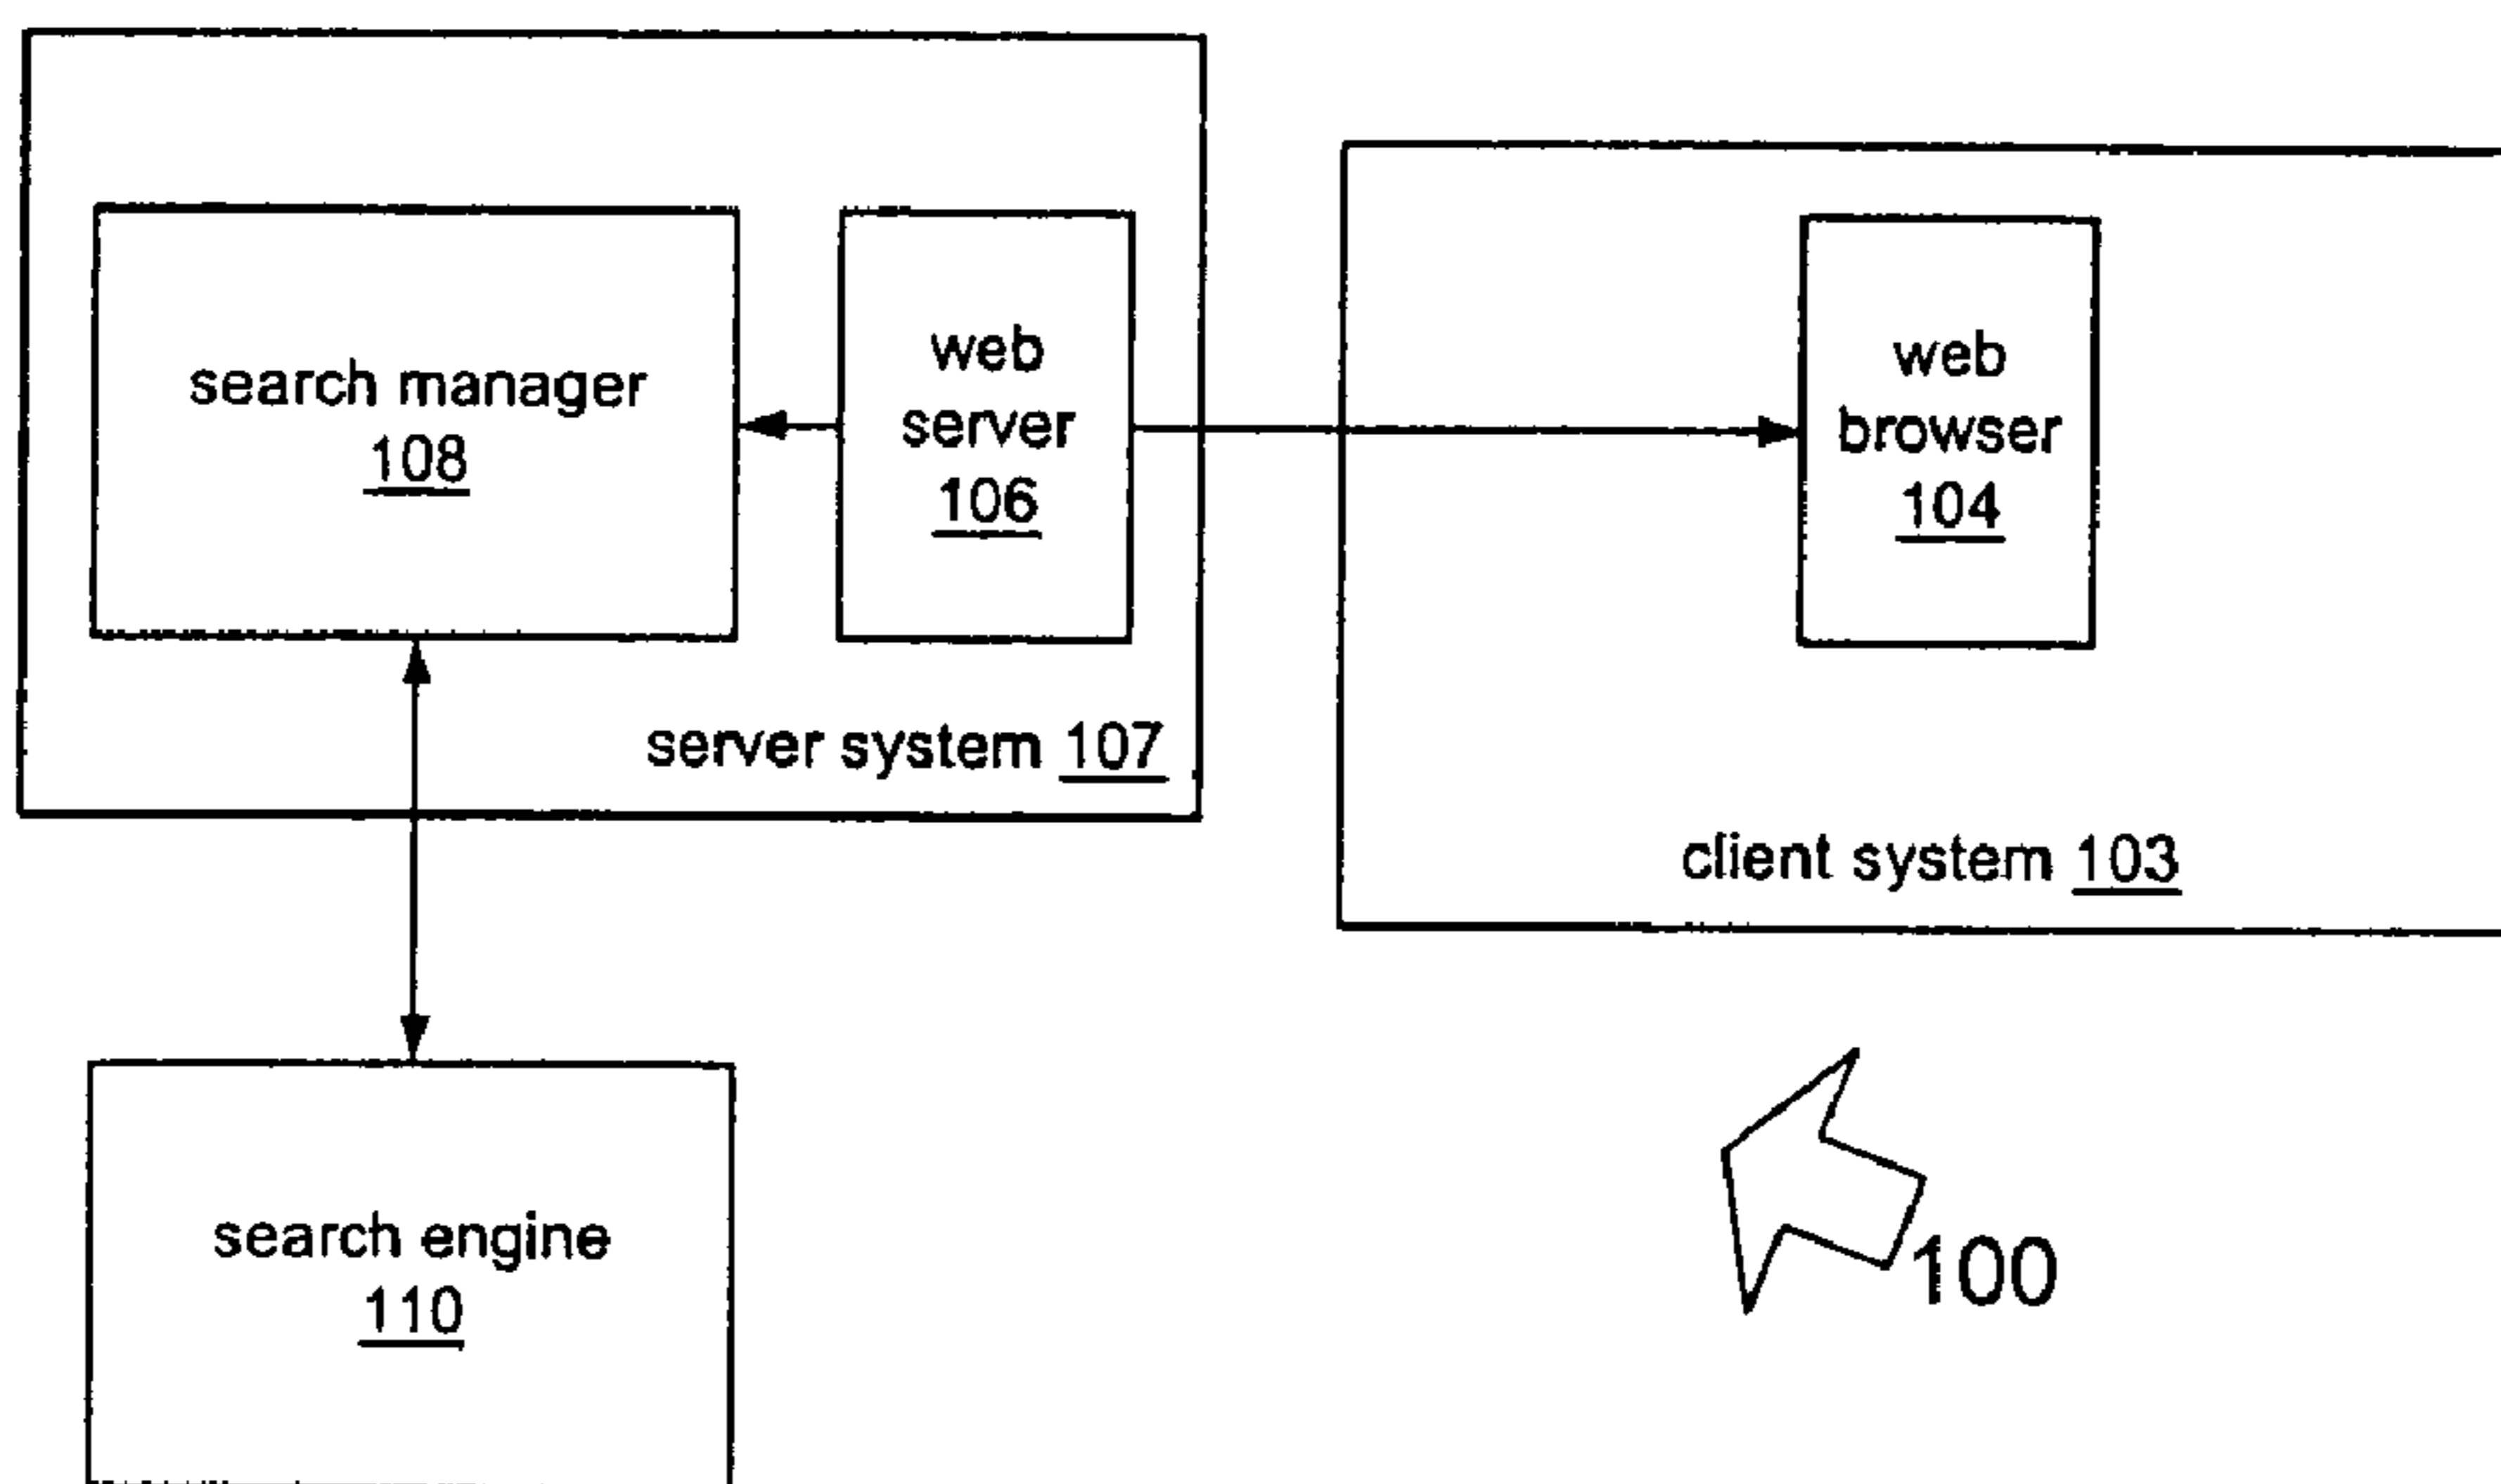 search manager
108
web
server
106
server system 107
web
browser
104
client system 103
search engine
110
100